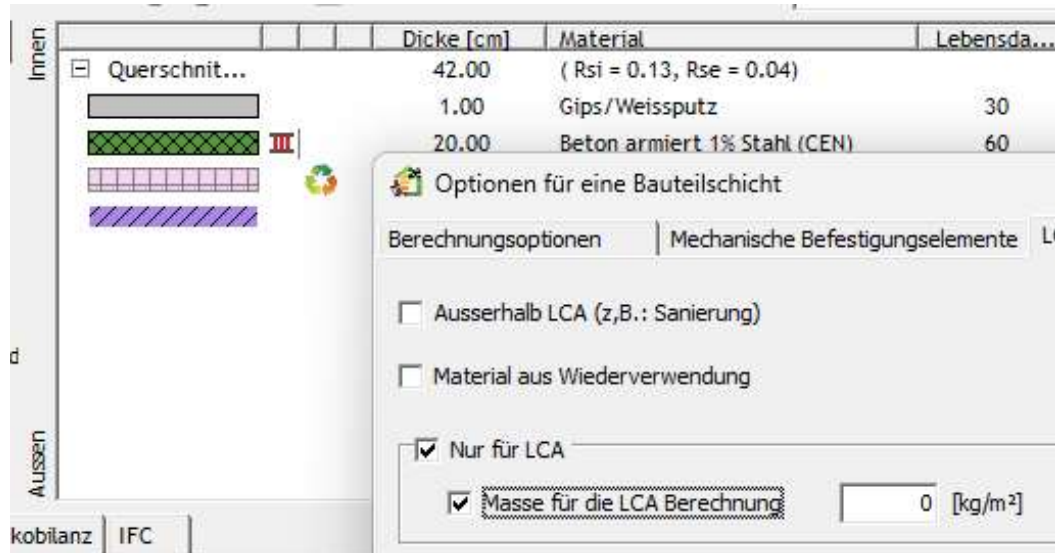 Innen
Dicke [cm] Material Lebensda...
Querschnit... 42.00 ( Rsi = 0.13, Rse = 0.04)
1.00 Gips/Weissputz 30
20.00 Beton armiert 1% Stahl (CEN) 60
Optionen für eine Bauteilschicht
Berechnungsoptionen Mechanische Befestigungselemente
Ausserhalb LCA (z,B.: Sanierung)
Material aus Wiederverwendung
Nur für LCA
Masse für die LCA Berechnung 0 [kg/m²]
Aussen
kobilanz IFC